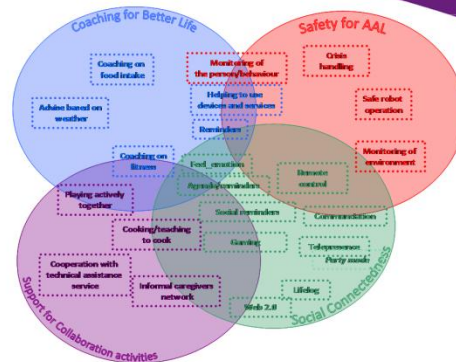 Coaching for Better Life
Safety for AAL
Coaching
on
food intake
Monitoring of
the person/behaviour
Crisis
handling
Advise based on
weather
Helping to use
devices and services
Safe robot
operation
Reminders
Monitoring of
environment
Coaching on
fitness
Feel_emotion
Remote
control
Agenda/reminders
Playing actively
together
Social reminders
Cooking/teaching
to cook
Gaming
Telepresence
Party mode
Cooperation with
technical assistance
service
Informal caregivers
network
Lifelog
Web 2.0
Support for Collaboration activities
Social Connectedness